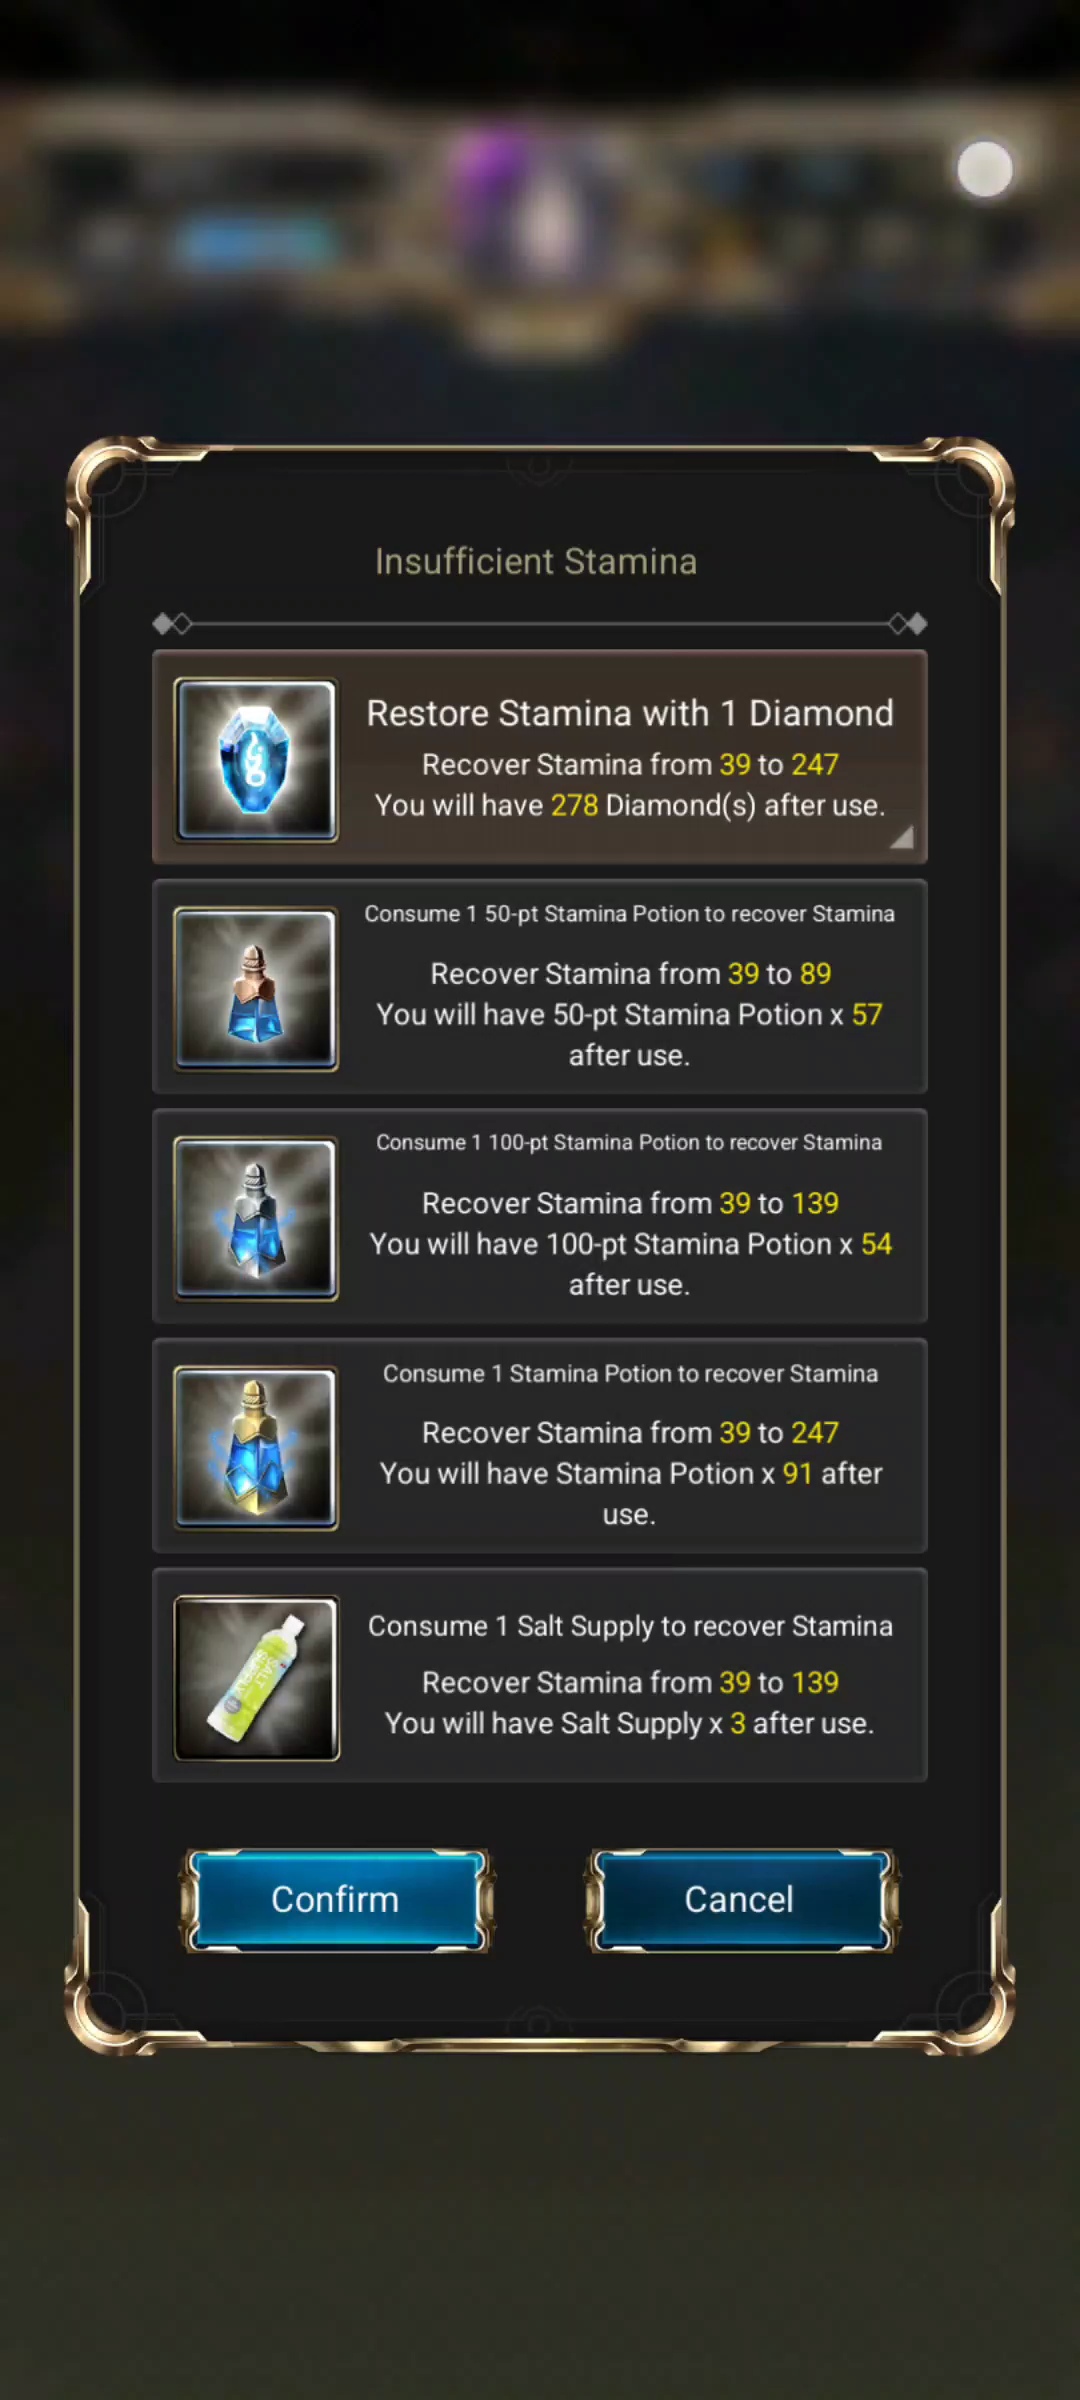 Insufficient Stamina
Restore Stamina with 1 Diamond
Recover Stamina from 39 to 247
You will have 278 Diamond(s) after use.
Consume 1 50-pt Stamina Potion to recover Stamina
Recover Stamina from 39 to 89
You will have 50-pt Stamina Potion x 57
after use.
Consume 1 100-pt Stamina Potion to recover Stamina
Recover Stamina from 39 to 139
You will have 100-pt Stamina Potion x 54
after use.
Consume 1 Stamina Potion to recover Stamina
Recover Stamina from 39 to 247
You will have Stamina Potion x 91 after
use.
SALT
SUPPLY
Consume 1 Salt Supply to recover Stamina
Recover Stamina from 39 to 139
You will have Salt Supply x 3 after use.
Confirm
Cancel